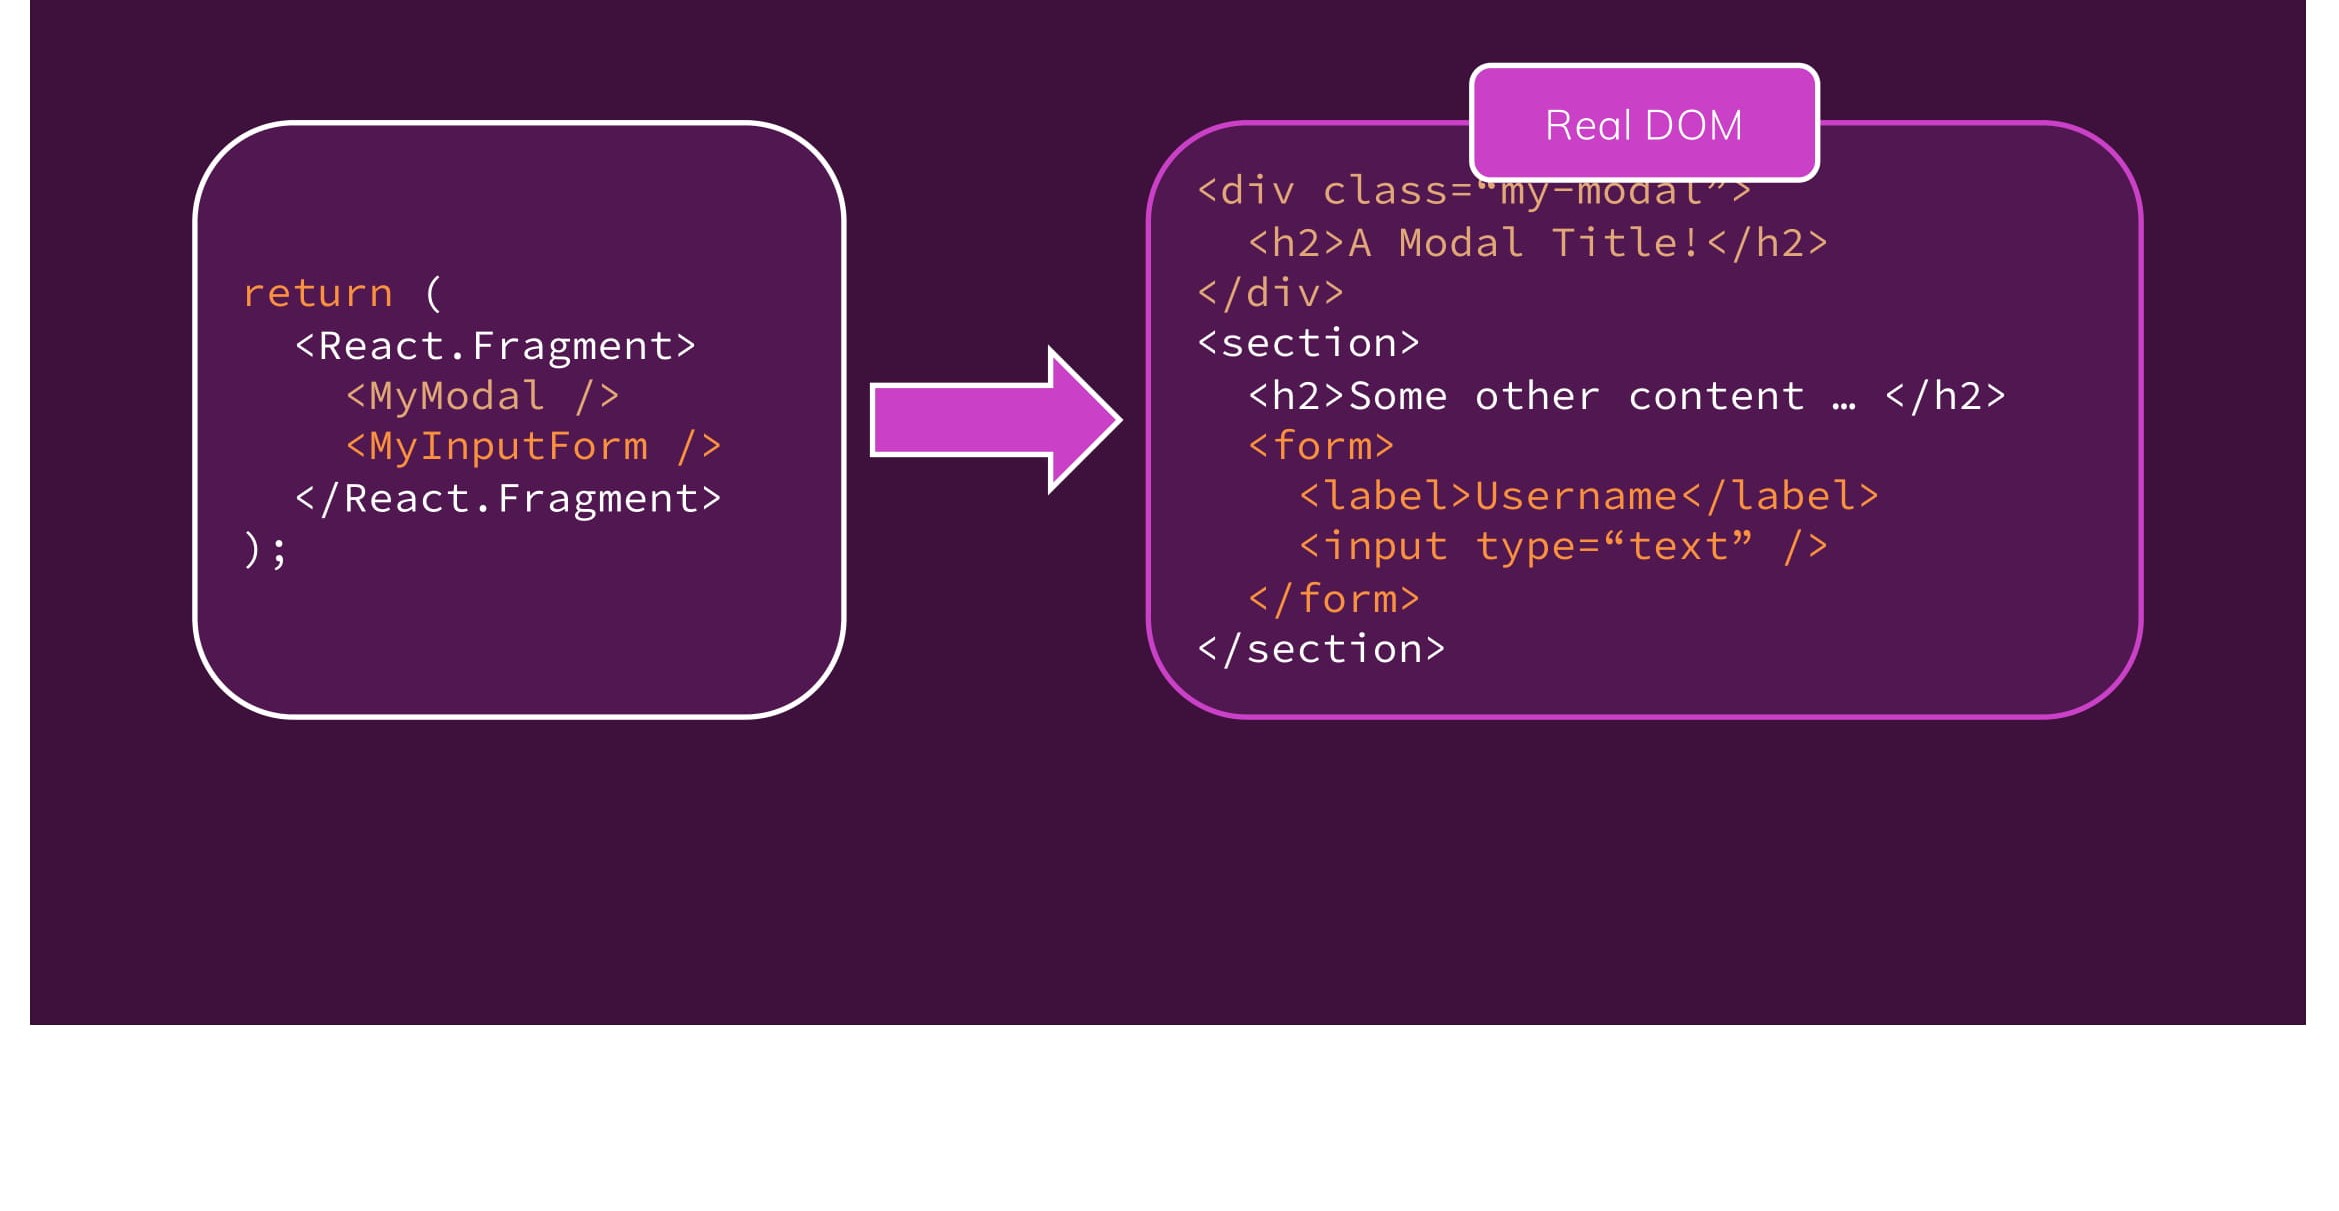 return (
<React.Fragment>
<MyModal />
<MyInputForm />
</React.Fragment>
);
Real DOM
<div class=“my-modal”>
<h2>A Modal Title!</h2>
</div>
<section>
<h2>Some other content … </h2>
<form>
<label>Username</label>
<input type=“text” />
</form>
</section>